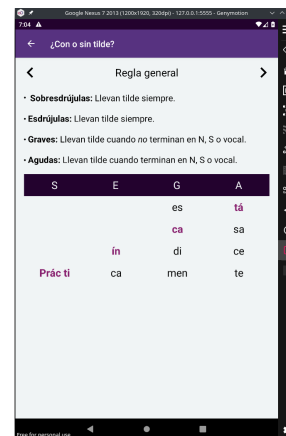 Google Nexus 7 2013 (1200x1920, 320dpi) - 127.0.0.1:5555 - Genymotion
7:04
¿Con o sin tilde?
Regla general
• Sobresdrújulas: Llevan tilde siempre.
• Esdrújulas: Llevan tilde siempre.
• Graves: Llevan tilde cuando no terminan en N, S o vocal.
• Agudas: Llevan tilde cuando terminan en N, S o vocal.
S E G A
es tá
ca sa
ín di ce
Prác ti ca men te
Free for personal use